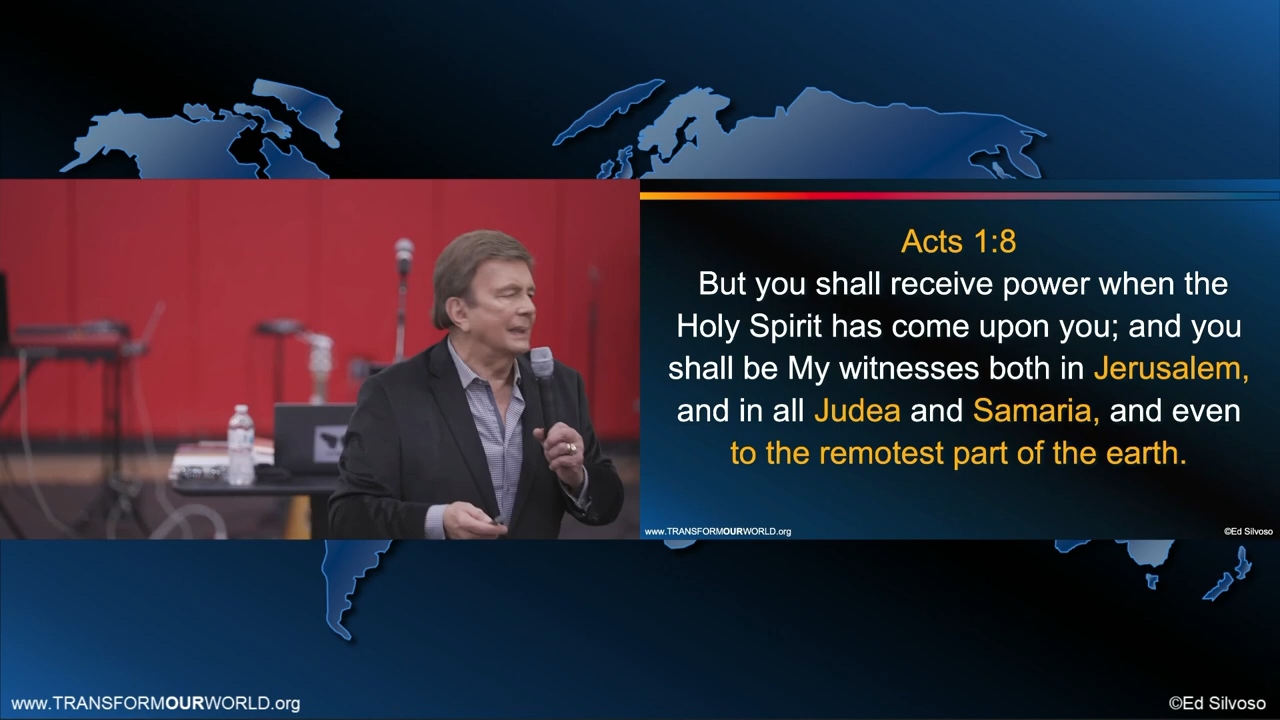 Acts 1:8
But you shall receive power when the
Holy Spirit has come upon you; and you
shall be My witnesses both in Jerusalem,
and in all Judea and Samaria, and even
to the remotest part of the earth.
www.TRANSFORMOURWORLD.org
©Ed Silvoso
www.TRANSFORMOURWORLD.org
©Ed Silvoso